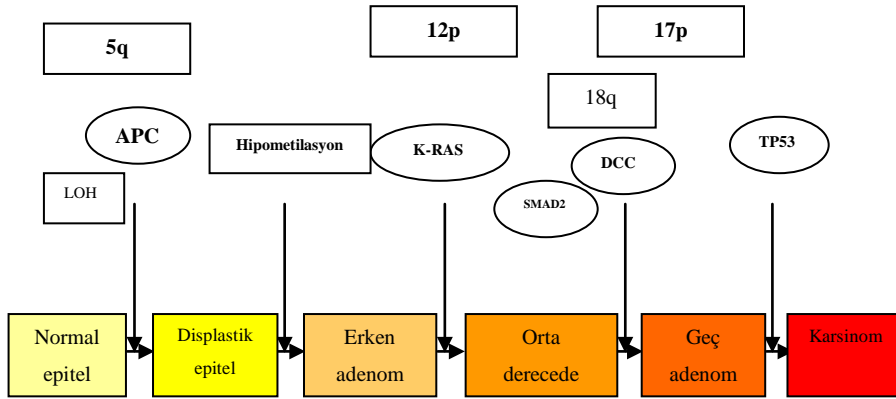 5q
12p
17p
18q
APC
Hipometilasyon
K-RAS
DCC
TP53
LOH
SMAD2
Normal
epitel
Displastik
epitel
Erken
adenom
Orta
derecede
Geç
adenom
Karsinom